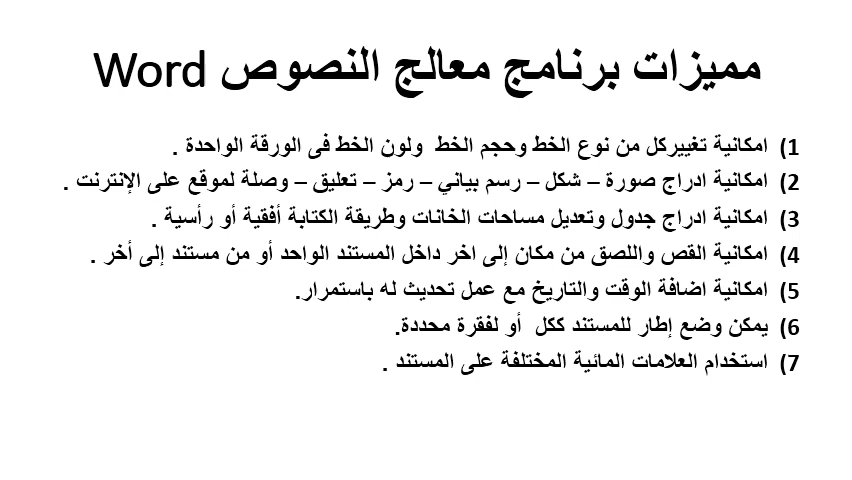 مميزات برنامج معالج النصوص Word
1) امكانية تغييركل من نوع الخط وحجم الخط ولون الخط فى الورقة الواحدة .
2) امكانية ادراج صورة – شكل – رسم بياني – رمز – تعليق – وصلة لموقع على الإنترنت .
3) امكانية ادراج جدول وتعديل مساحات الخانات وطريقة الكتابة أفقية أو رأسية .
4) امكانية القص واللصق من مكان إلى اخر داخل المستند الواحد أو من مستند إلى أخر .
5) امكانية اضافة الوقت والتاريخ مع عمل تحديث له باستمرار.
6) يمكن وضع إطار للمستند ككل أو لفقرة محددة.
7) استخدام العلامات المائية المختلفة على المستند .